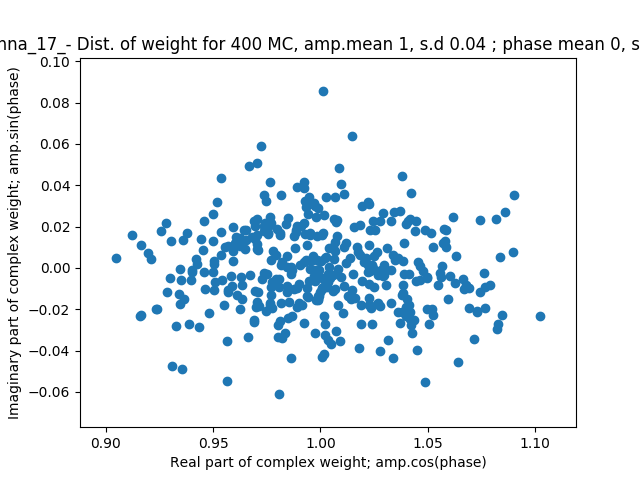 nna_17_- Dist. of weight for 400 MC, amp.mean 1, s.d 0.04 ; phase mean 0, s
0.10
0.08
0.06
0.04
0.02
0.00
−0.02
−0.04
−0.06
Imaginary part of complex weight; amp.sin(phase)
0.90 0.95 1.00 1.05 1.10
Real part of complex weight; amp.cos(phase)